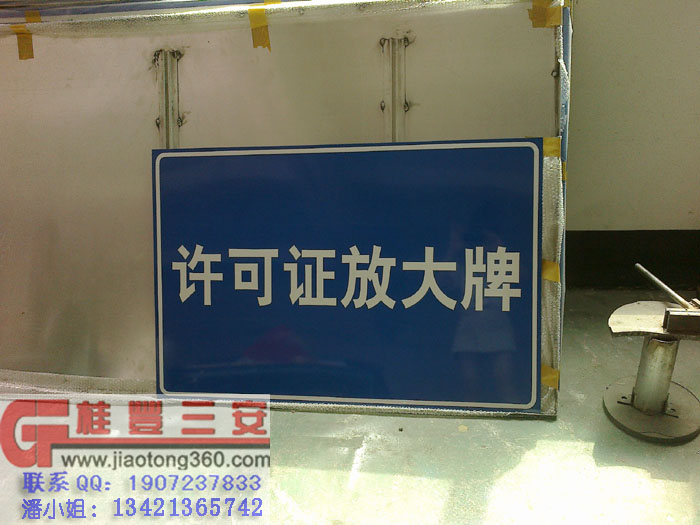 许可证放大牌
桂豐三安
www.jiaotong360.com
联系QQ：1907237833
潘小姐：13421365742